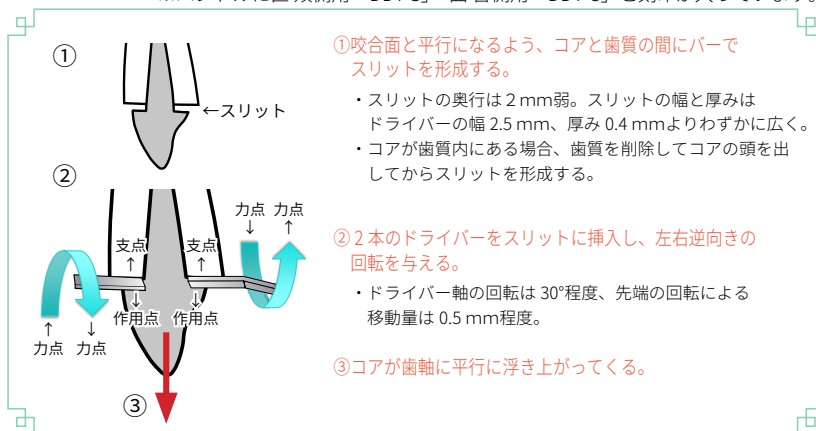 ①咬合面と平行になるよう、コアと歯質の間にバーで
スリットを形成する。
・スリットの奥行は２mm弱。スリットの幅と厚みは
ドライバーの幅 2.5 mm、厚み 0.4 mmよりわずかに広く。
・コアが歯質内にある場合、歯質を削除してコアの頭を出
してからスリットを形成する。
②２本のドライバーをスリットに挿入し、左右逆向きの
回転を与える。
・ドライバー軸の回転は 30°程度、先端の回転による
移動量は 0.5 mm程度。
③コアが歯軸に平行に浮き上がってくる。
①
←スリット
②
力点 力点
↓ ↑
支点 支点
↑ ↑
↓ ↓
作用点 作用点
↑ ↓
力点 力点
③